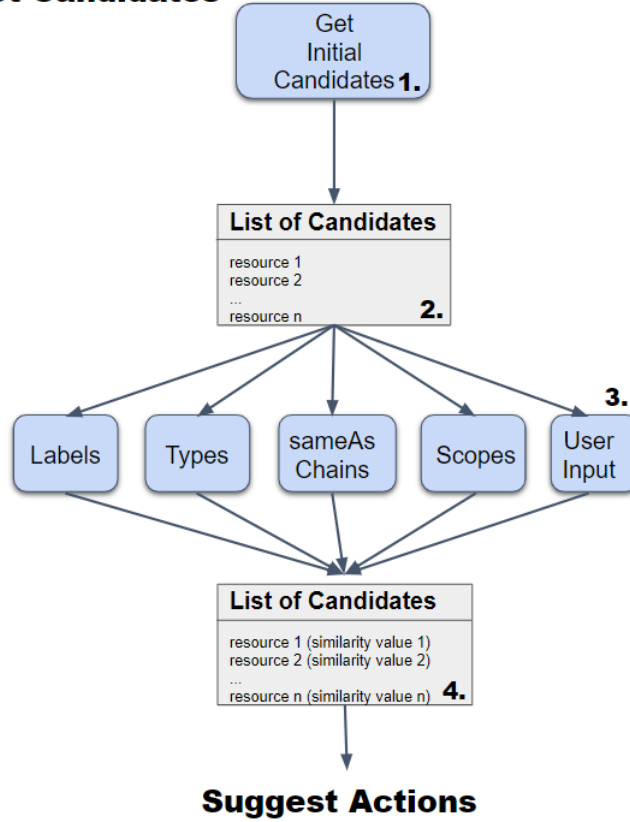 Candidates
Get
Initial
Candidates 1.
List of Candidates
resource 1
resource 2
...
resource n 2.
3.
Labels
Types
sameAs
Chains
Scopes
User
Input
List of Candidates
resource 1 (similarity value 1)
resource 2 (similarity value 2)
...
resource n (similarity value n) 4.
Suggest Actions